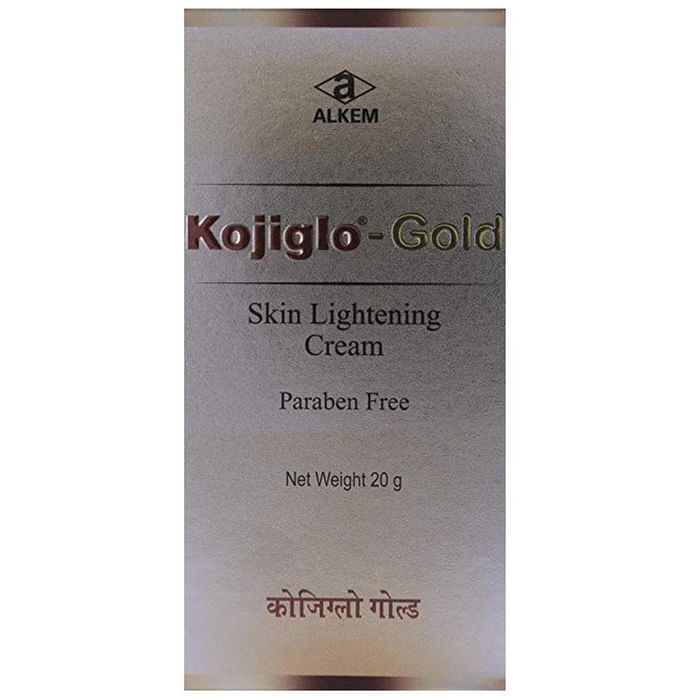 a
ALKEM
Kojiglo®-Gold
Skin Lightening
Cream
Paraben Free
Net Weight 20 g
कोजिग्लो गोल्ड